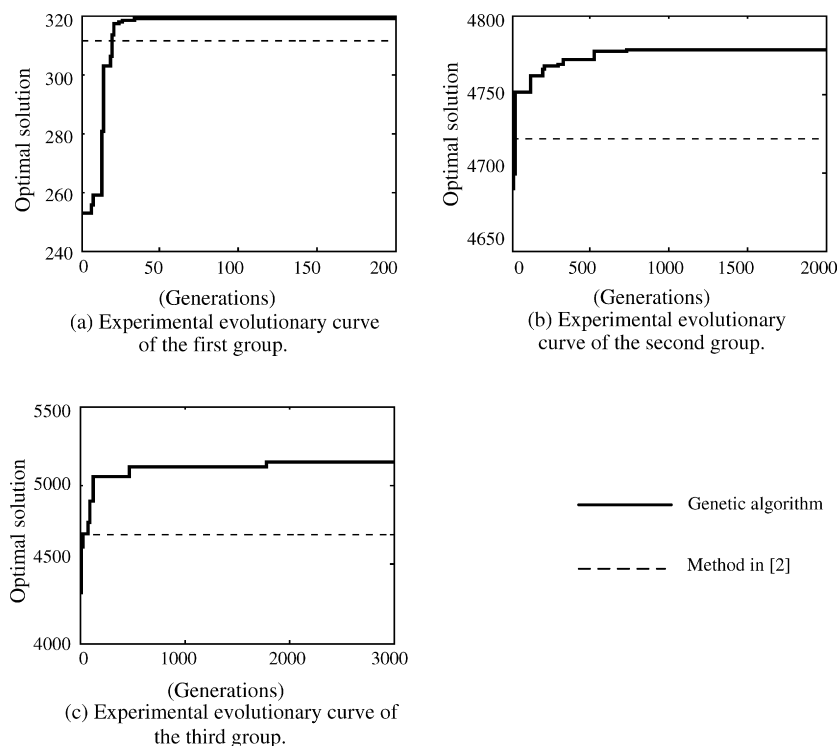 320
300
280
260
240
Optimal solution
0
50
100
150
200
(Generations)
(a) Experimental evolutionary curve
of the first group.
4800
4750
4700
4650
Optimal solution
0
500
1000
1500
2000
(Generations)
(b) Experimental evolutionary
curve of the second group.
5500
5000
4500
4000
Optimal solution
0
1000
2000
3000
(Generations)
(c) Experimental evolutionary curve of
the third group.
Genetic algorithm
Method in [2]